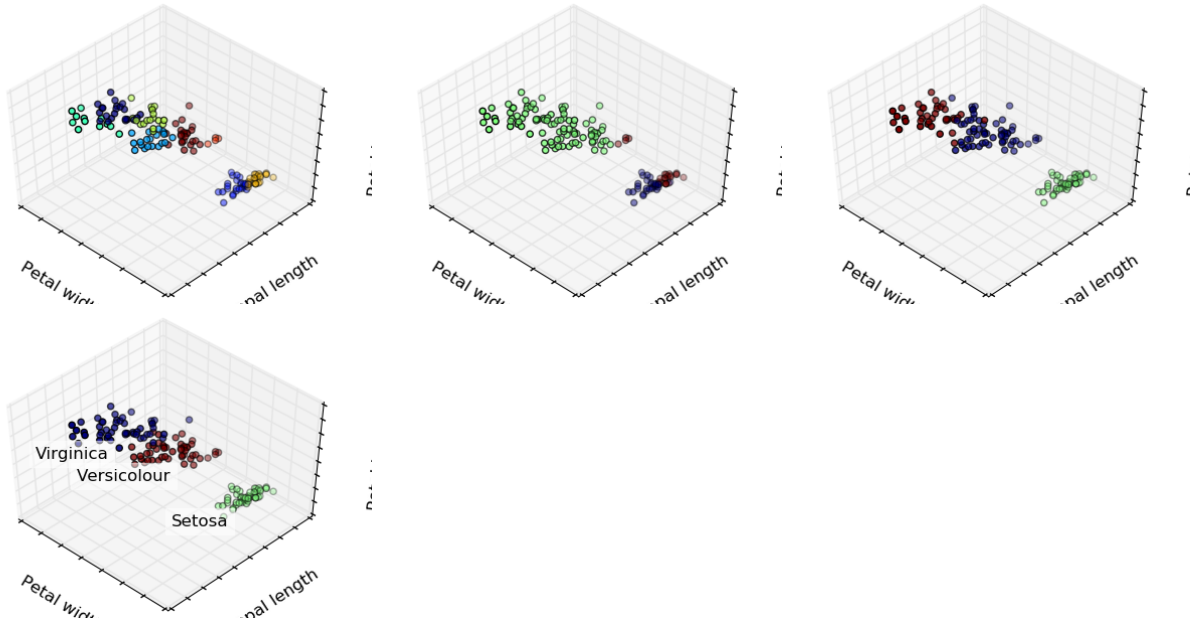 Petal wid
pal length
Petal wid
pal length
Petal wid
pal length
Virginica
Versicolour
Setosa
Petal wid
pal length